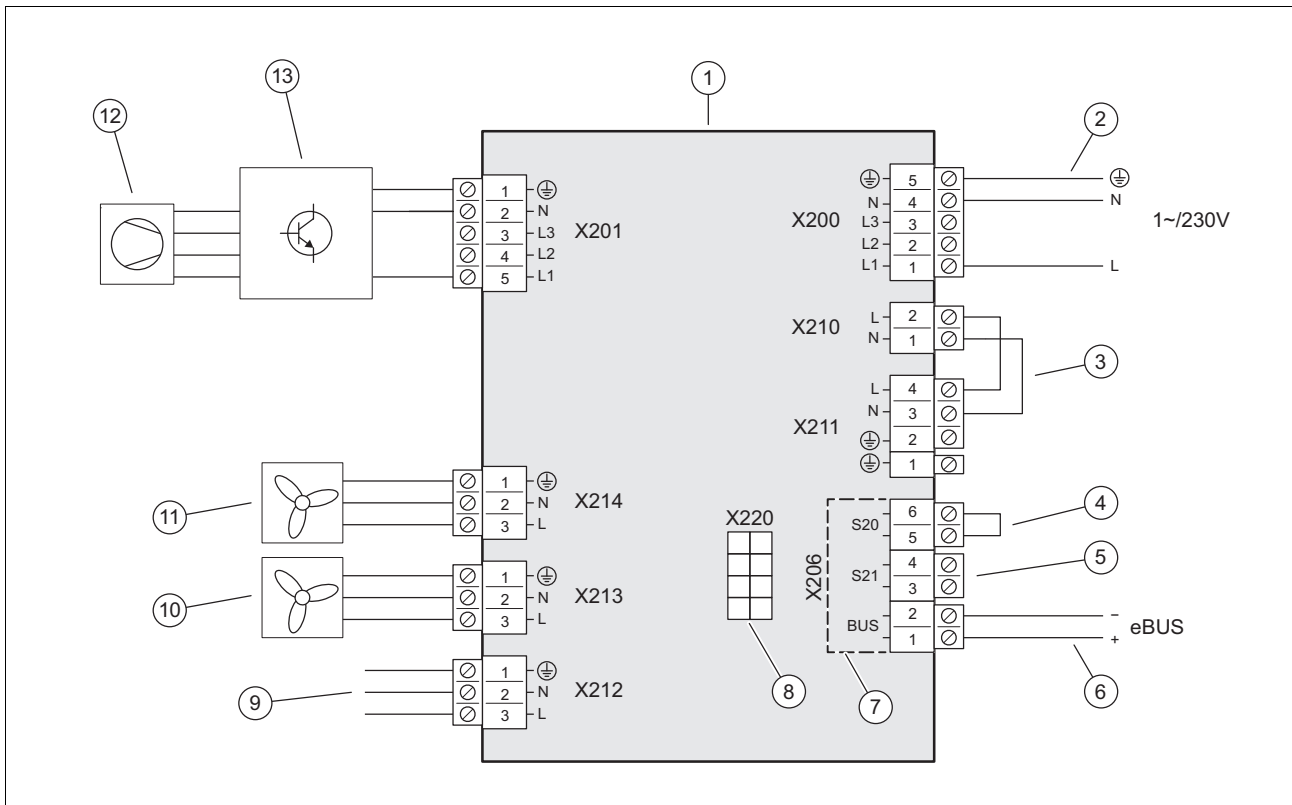 13
1
12
2
1
2 N
3 L3
4 L2
5 L1
X201
X200
5
N 4
L3 3
L2 2
L1 1
N
L
1~/230V
X210
L 2
N 1
3
X211
L 4
N 3
2
1
11
1
2 N
3 L
X214
10
1
2 N
3 L
X213
9
1
2 N
3 L
X212
X220
8
X206
S20
6
5
4
S21
4
3
5
BUS
2
1
–
+
eBUS
7
6